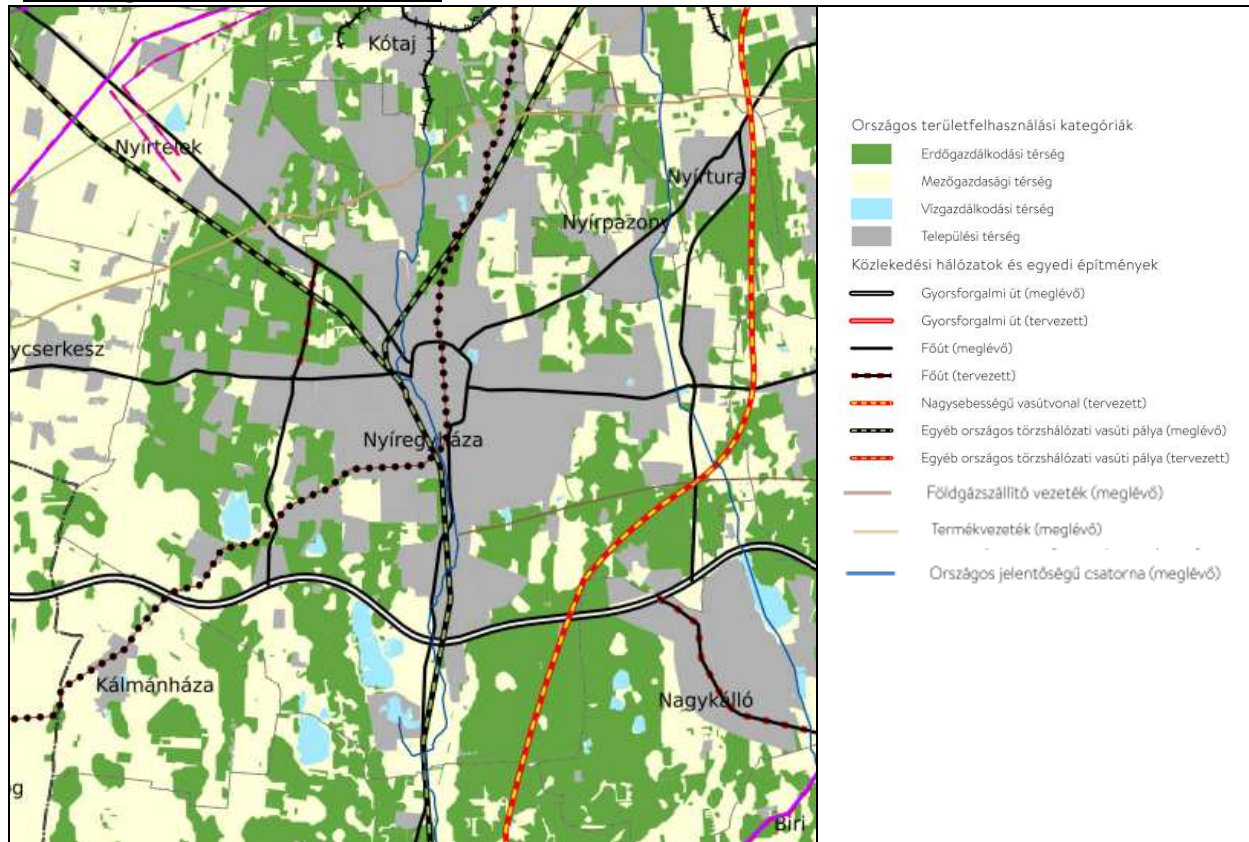 Kótaj
Nyírtelek
Nyírtura
Nyírpazony
ycserkesz
Nyíregyháza
Kálmánháza
Nagykálló
og
Biri
Országos területfelhasználási kategóriák
Erdőgazdálkodási térség
Mezőgazdasági térség
Vízgazdálkodási térség
Települési térség
Közlekedési hálózatok és egyedi építmények
Gyorsforgalmi út (meglévő)
Gyorsforgalmi út (tervezett)
Főút (meglévő)
Főút (tervezett)
Nagysebességű vasútvonal (tervezett)
Egyéb országos törzshálózati vasúti pálya (meglévő)
Egyéb országos törzshálózati vasúti pálya (tervezett)
Földgázszállító vezeték (meglévő)
Termékvezeték (meglévő)
Országos jelentőségű csatorna (meglévő)